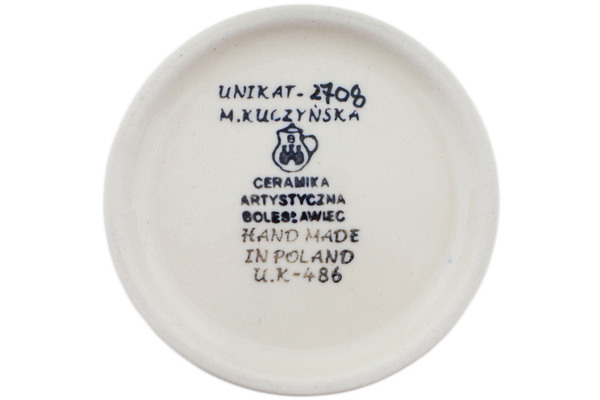 UNIKAT-2708
M.KUCZYŃSKA
B
CERAMIKA
ARTYSTYCZNA
BOLESŁAWIEC
HAND MADE
IN POLAND
U.K-486